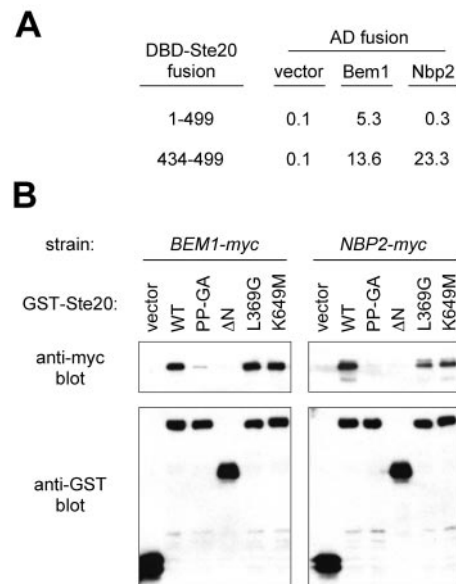 A
DBD-Ste20 fusion
AD fusion
vector Bem1 Nbp2
1-499 0.1 5.3 0.3
434-499 0.1 13.6 23.3
B
strain: BEM1-myc NBP2-myc
GST-Ste20: vector WT PP-GA ΔN L369G K649M vector WT PP-GA ΔN L369G K649M
anti-myc
blot
anti-GST
blot